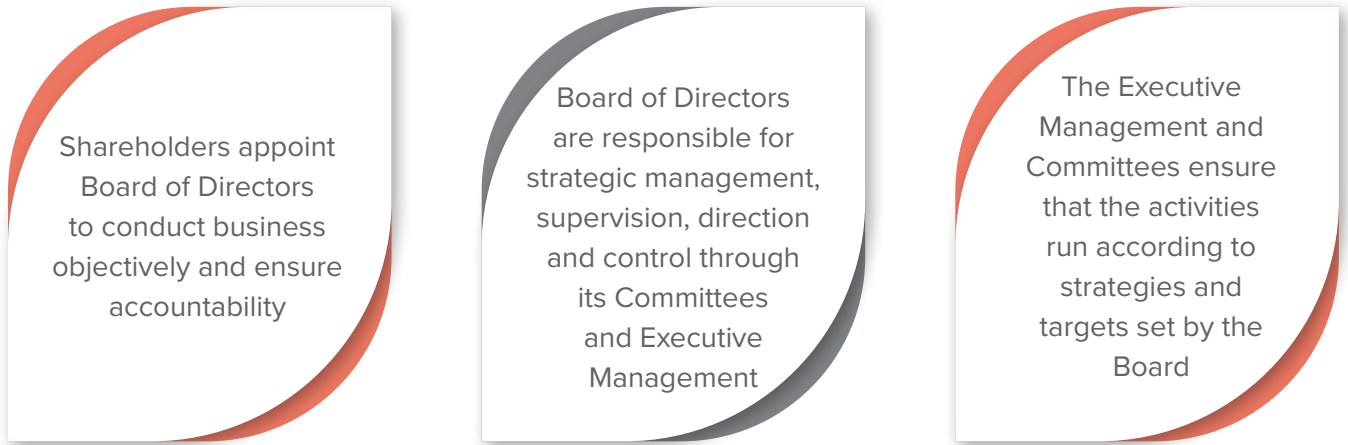 Shareholders appoint
Board of Directors
to conduct business
objectively and ensure
accountability
Board of Directors
are responsible for
strategic management,
supervision, direction
and control through
its Committees
and Executive
Management
The Executive
Management and
Committees ensure
that the activities
run according to
strategies and
targets set by the
Board